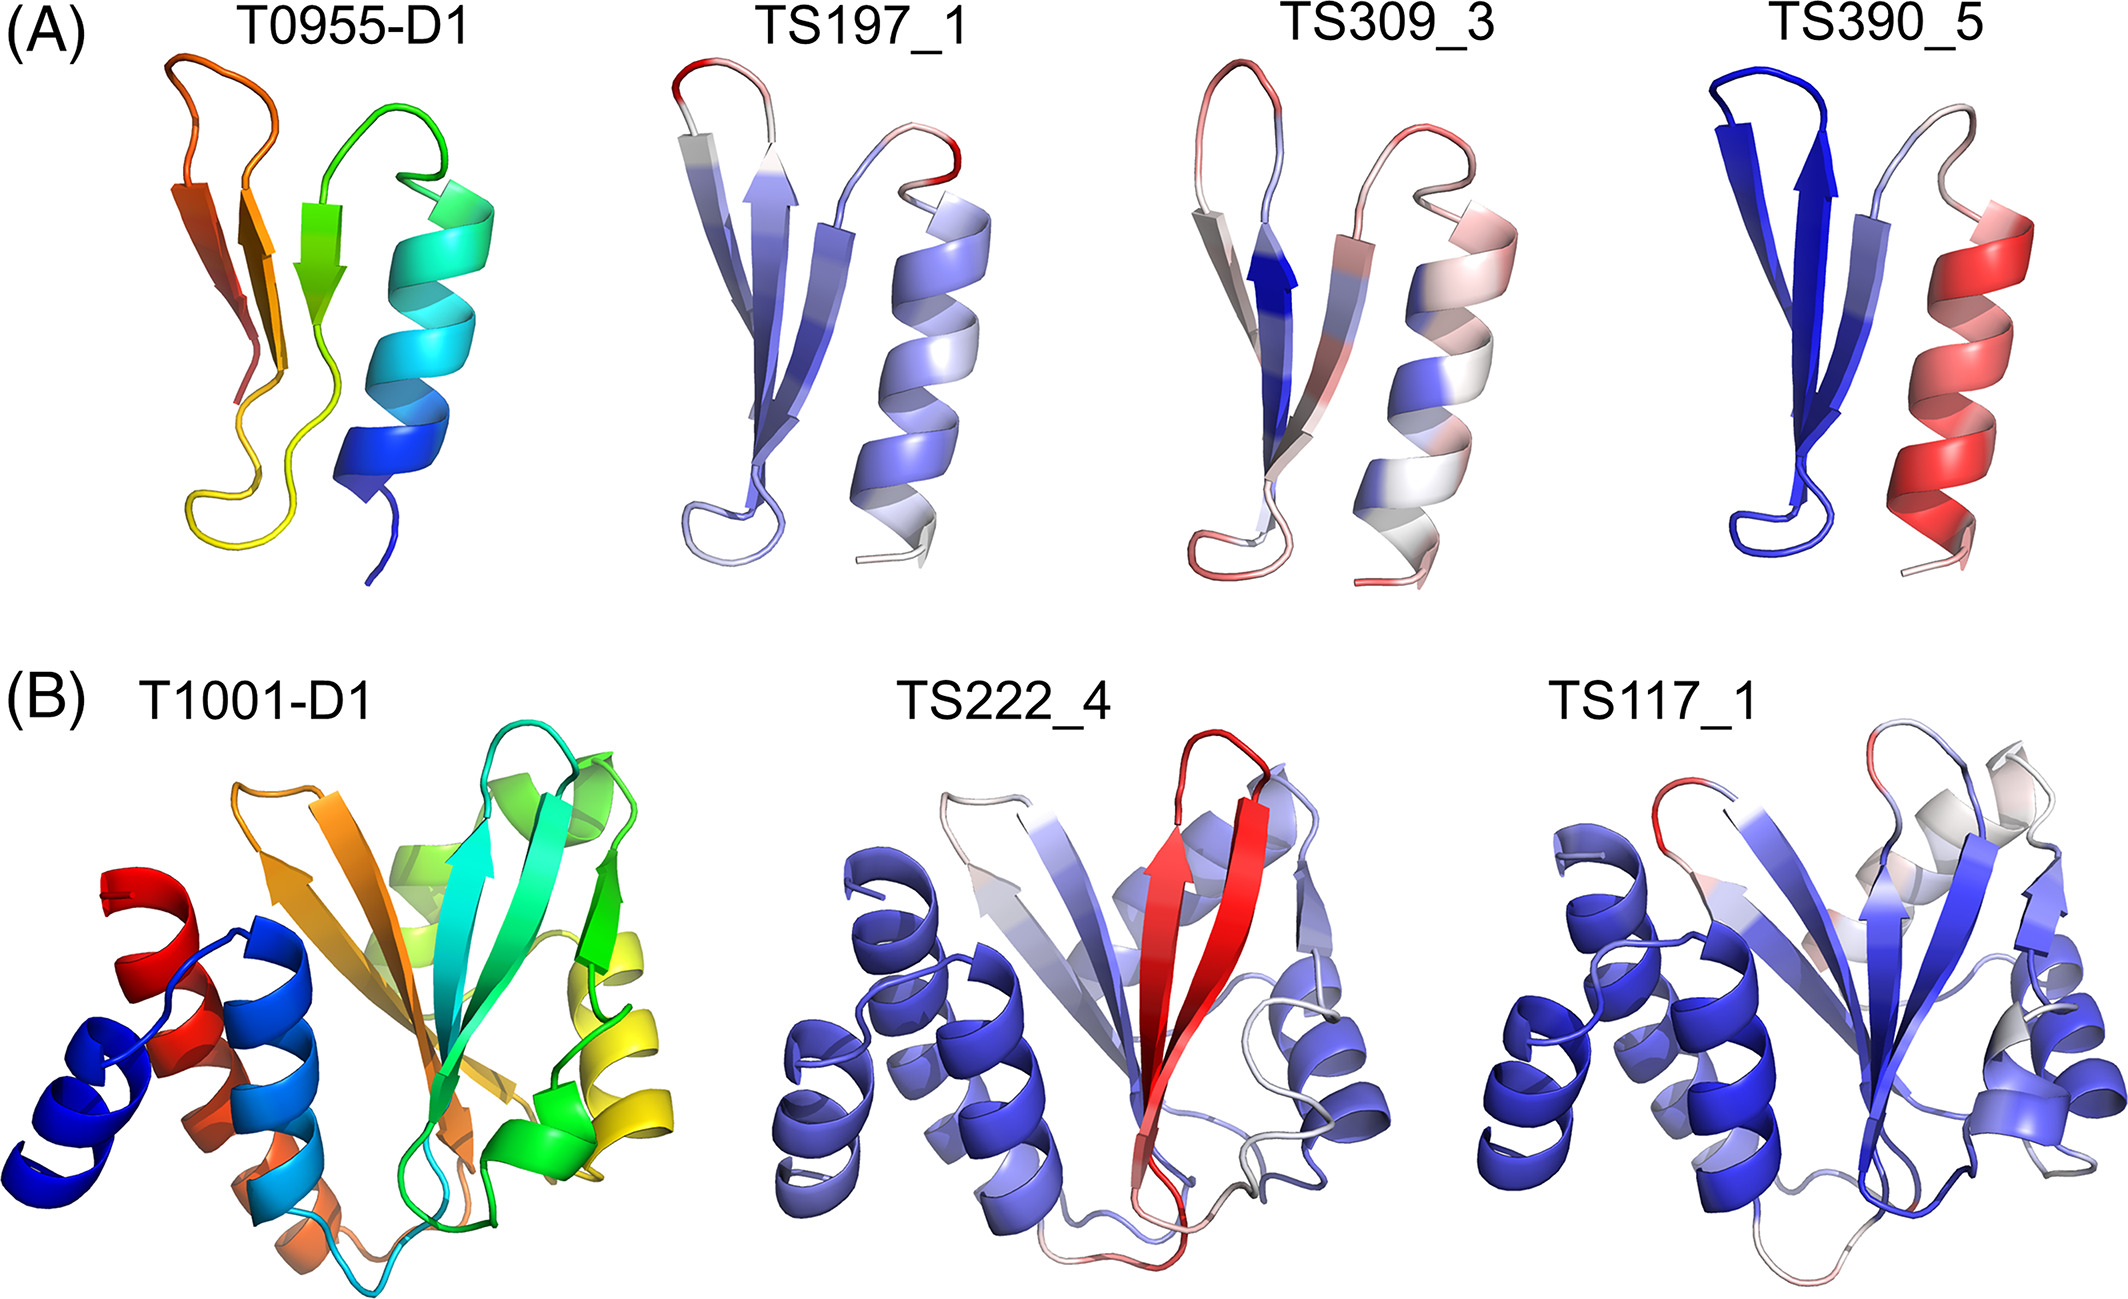 (A) T0955-D1 TS197_1 TS309_3 TS390_5
(B) T1001-D1 TS222_4 TS117_1